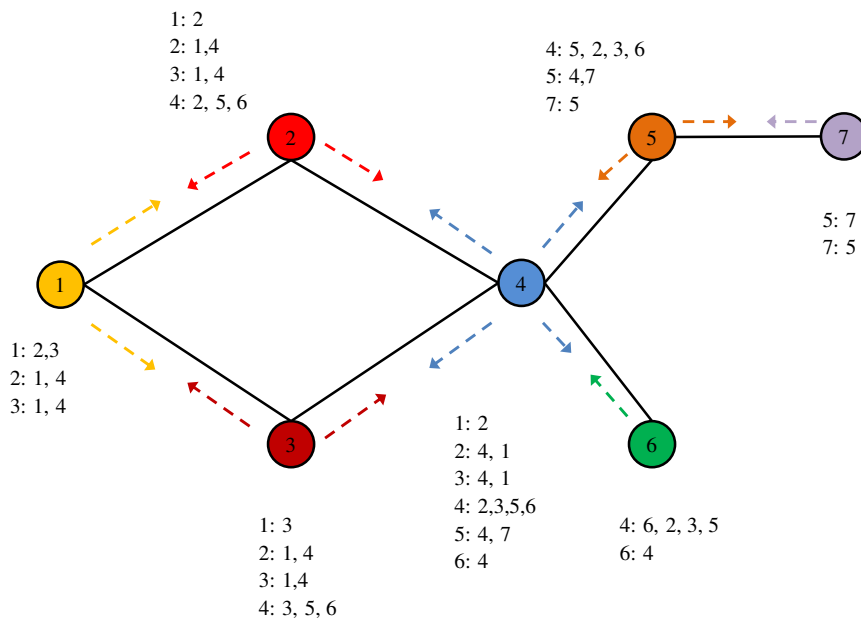 1: 2
2: 1,4
3: 1, 4
4: 2, 5, 6
4: 5, 2, 3, 6
5: 4,7
7: 5
2
5
7
5: 7
7: 5
1
4
1: 2,3
2: 1, 4
3: 1, 4
3
6
1: 2
2: 4, 1
3: 4, 1
4: 2,3,5,6
5: 4, 7
6: 4
1: 3
2: 1, 4
3: 1,4
4: 3, 5, 6
4: 6, 2, 3, 5
6: 4